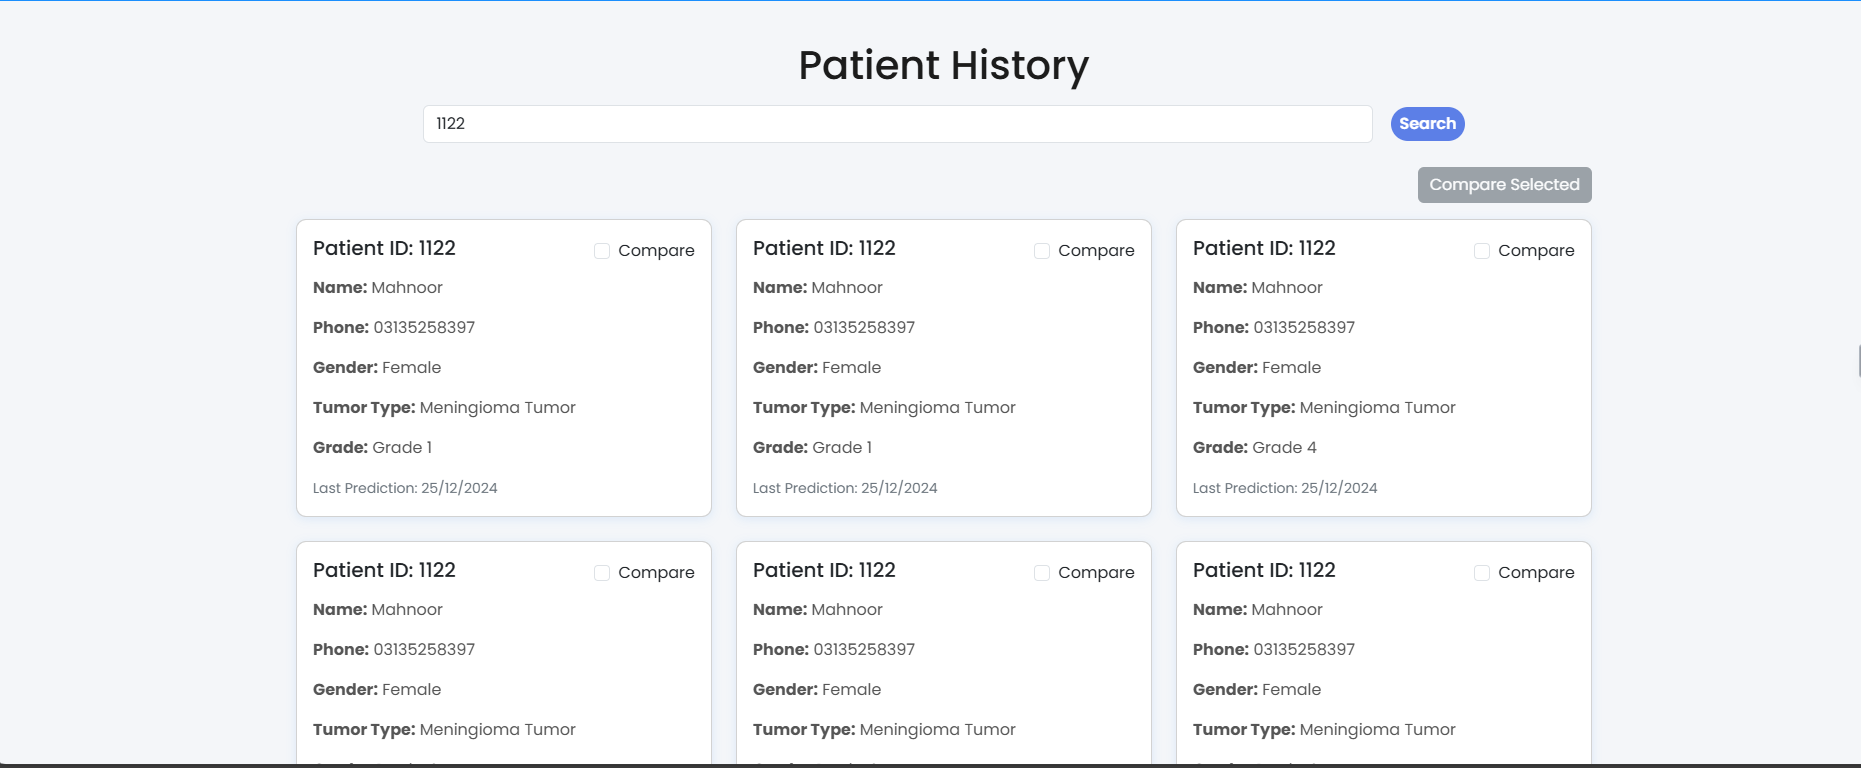 Patient History
1122
Search
Compare Selected
Patient ID: 1122
Compare
Name: Mahnoor
Phone: 03135258397
Gender: Female
Tumor Type: Meningioma Tumor
Grade: Grade 1
Last Prediction: 25/12/2024
Patient ID: 1122
Compare
Name: Mahnoor
Phone: 03135258397
Gender: Female
Tumor Type: Meningioma Tumor
Grade: Grade 1
Last Prediction: 25/12/2024
Patient ID: 1122
Compare
Name: Mahnoor
Phone: 03135258397
Gender: Female
Tumor Type: Meningioma Tumor
Grade: Grade 4
Last Prediction: 25/12/2024
Patient ID: 1122
Compare
Name: Mahnoor
Phone: 03135258397
Gender: Female
Tumor Type: Meningioma Tumor
Patient ID: 1122
Compare
Name: Mahnoor
Phone: 03135258397
Gender: Female
Tumor Type: Meningioma Tumor
Patient ID: 1122
Compare
Name: Mahnoor
Phone: 03135258397
Gender: Female
Tumor Type: Meningioma Tumor